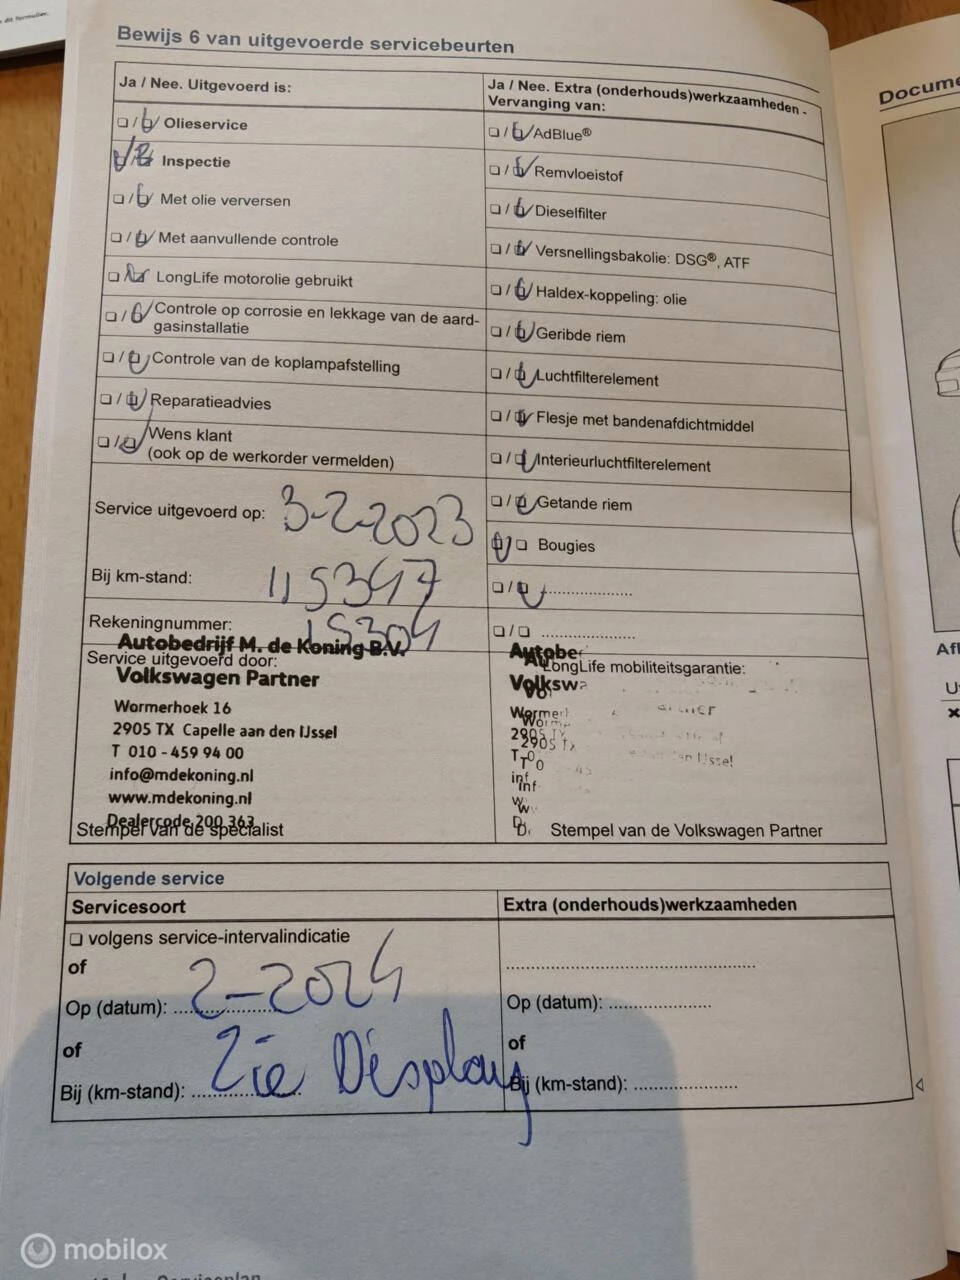 dit formulier.
Bewijs 6 van uitgevoerde servicebeurten
Ja / Nee. Uitgevoerd is:
❏ / ❏ Olieservice
❏ / ❏ Inspectie
❏ / ❏ Met olie verversen
❏ / ❏ Met aanvullende controle
❏ / ❏ LongLife motorolie gebruikt
❏ / ❏ Controle op corrosie en lekkage van de aard-
gasinstallatie
❏ / ❏ Controle van de koplampafstelling
❏ / ❏ Reparatieadvies
❏ / ❏ Wens klant
(ook op de werkorder vermelden)
Service uitgevoerd op: 3-2-2023
Bij km-stand: 115347
Rekeningnummer: 15304
Autobedrijf M. de Koning B.V.
Service uitgevoerd door:
Volkswagen Partner
Wormerhoek 16
2905 TX Capelle aan den IJssel
T 010 - 459 94 00
info@mdekoning.nl
www.mdekoning.nl
Dealercode 200 363
Stempel van de specialist
Ja / Nee. Extra (onderhouds)werkzaamheden -
Vervanging van:
❏ / ❏ AdBlue®
❏ / ❏ Remvloeistof
❏ / ❏ Dieselfilter
❏ / ❏ Versnellingsbakolie: DSG®, ATF
❏ / ❏ Haldex-koppeling: olie
❏ / ❏ Geribde riem
❏ / ❏ Luchtfilterelement
❏ / ❏ Flesje met bandenafdichtmiddel
❏ / ❏ Interieurluchtfilterelement
❏ / ❏ Getande riem
❏ / ❏ Bougies
❏ / ❏ ....................
❏ / ❏ ....................
LongLife mobiliteitsgarantie:
Stempel van de Volkswagen Partner
Volgende service
Servicesoort
❏ volgens service-intervalindicatie
of
Op (datum): 2-2024
of
Bij (km-stand): Zie Display
Extra (onderhouds)werkzaamheden
........................................
Op (datum): ....................
of
Bij (km-stand): ....................
Docume
Afl
mobilox
Serviceplan